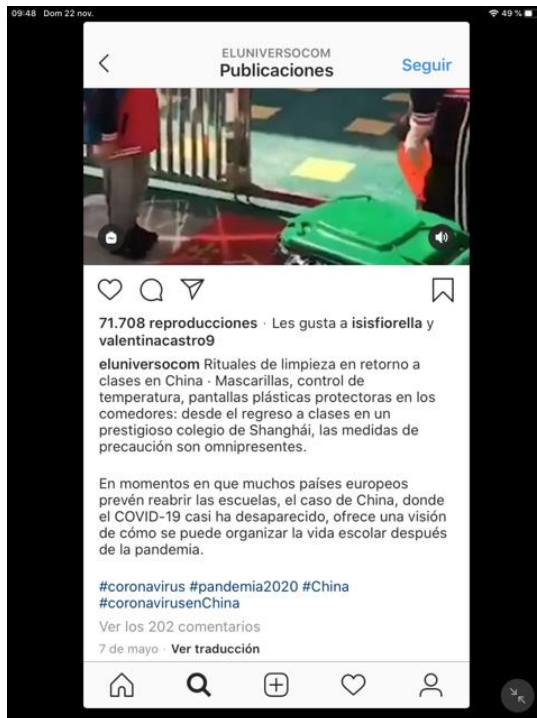 09:48 Dom 22 nov.
49 %
ELUNIVERSOCOM
Publicaciones
Seguir
71.708 reproducciones · Les gusta a isisfiorella y
valentinacastro9
eluniversocom Rituales de limpieza en retorno a
clases en China - Mascarillas, control de
temperatura, pantallas plásticas protectoras en los
comedores: desde el regreso a clases en un
prestigioso colegio de Shanghái, las medidas de
precaución son omnipresentes.
En momentos en que muchos países europeos
prevén reabrir las escuelas, el caso de China, donde
el COVID-19 casi ha desaparecido, ofrece una visión
de cómo se puede organizar la vida escolar después
de la pandemia.
#coronavirus #pandemia2020 #China
#coronavirusenChina
Ver los 202 comentarios
7 de mayo · Ver traducción